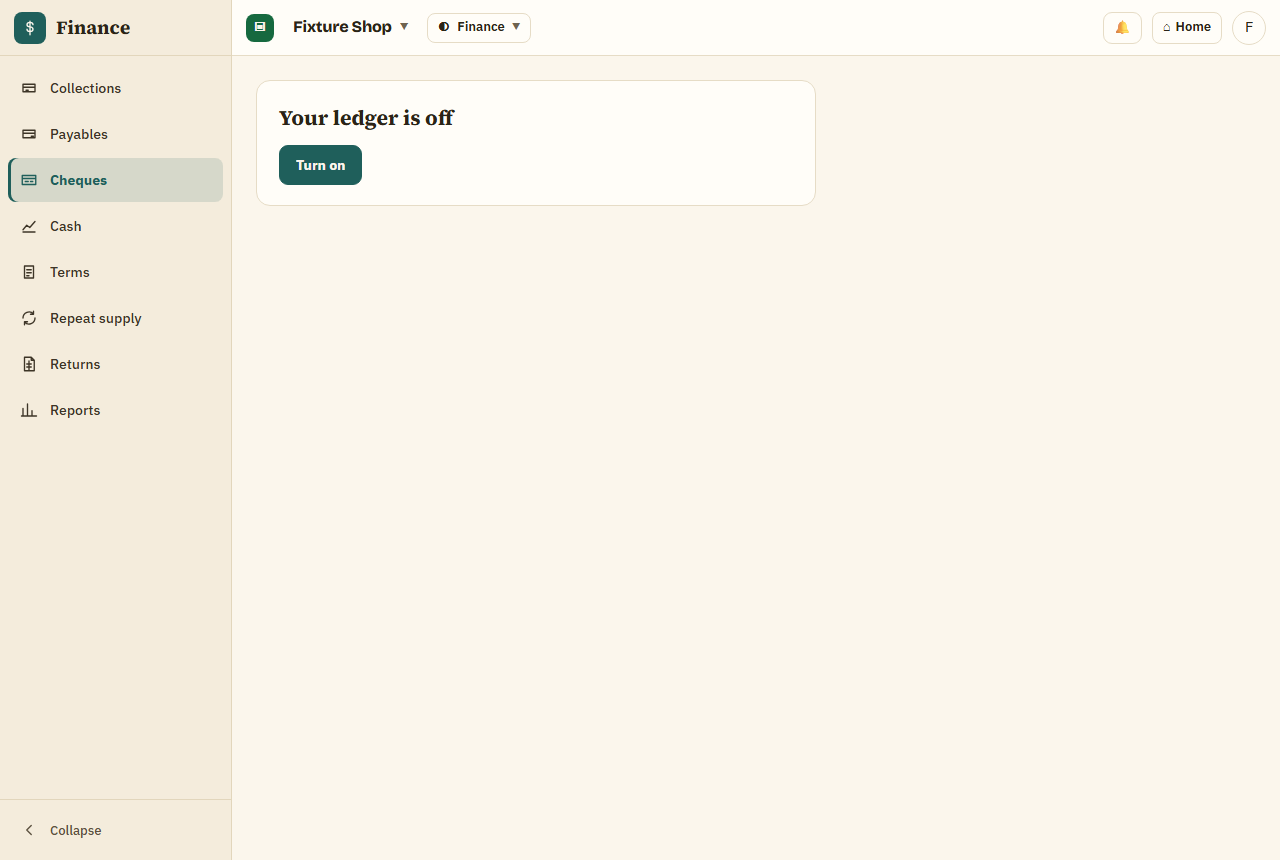 $ Finance
Fixture Shop ▼
Finance ▼
Home
F
Collections
Payables
Cheques
Cash
Terms
Repeat supply
Returns
Reports
Collapse
Your ledger is off
Turn on